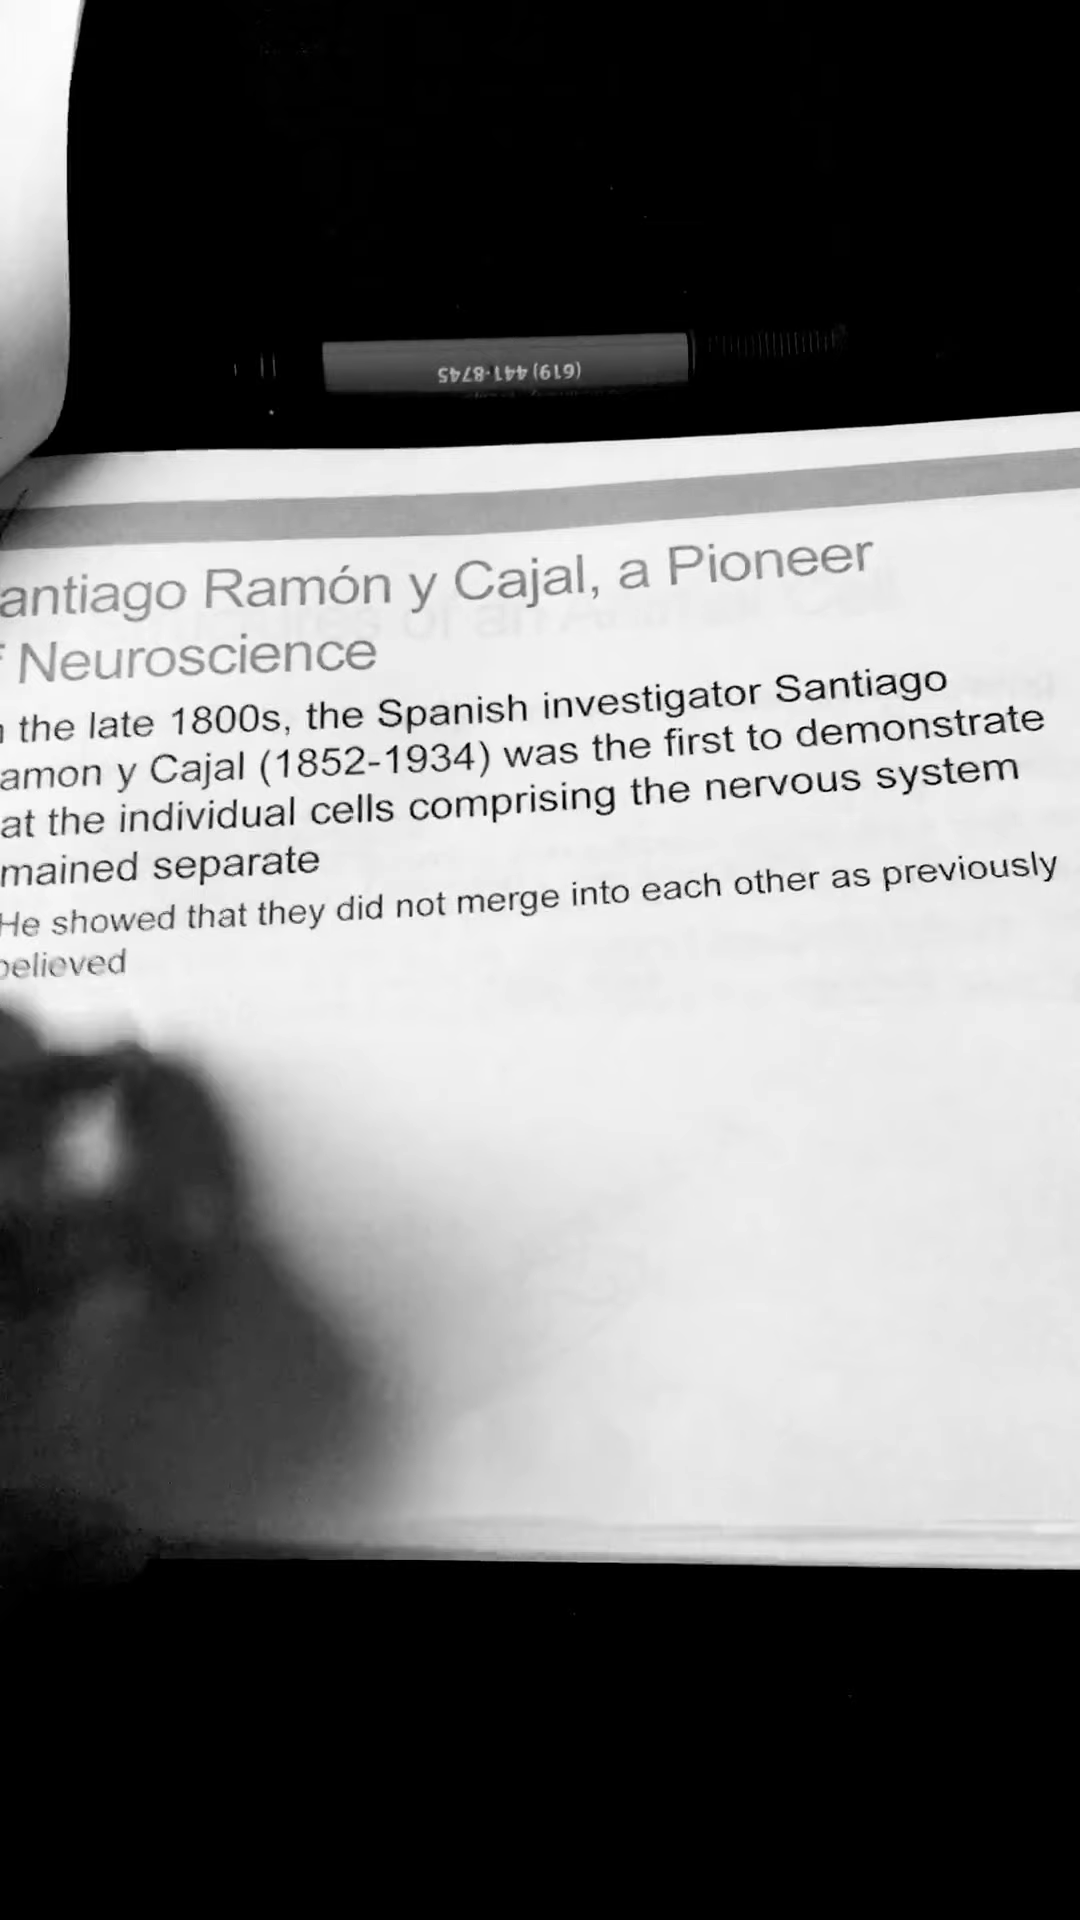 (619) 441-8745
antiago Ramón y Cajal, a Pioneer
f Neuroscience
n the late 1800s, the Spanish investigator Santiago
amon y Cajal (1852-1934) was the first to demonstrate
at the individual cells comprising the nervous system
mained separate
He showed that they did not merge into each other as previously
believed